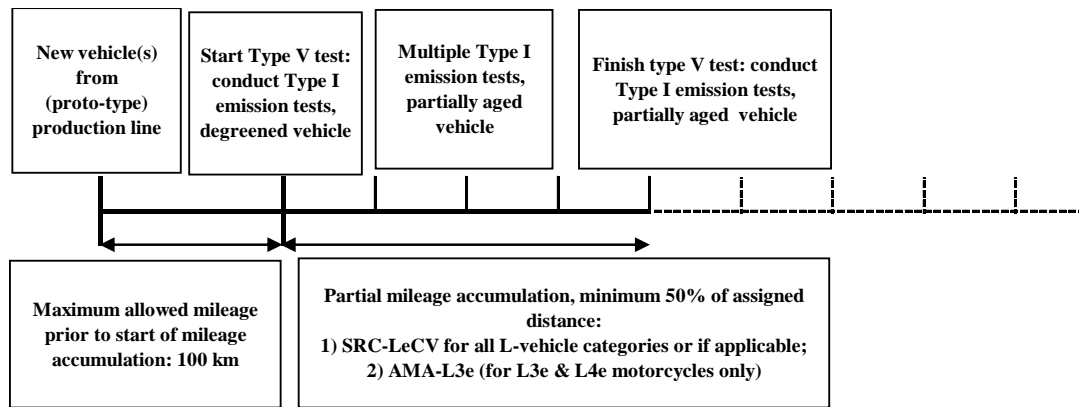 New vehicle(s)
from
(proto-type)
production line
Start Type V test:
conduct Type I
emission tests,
degreened vehicle
Multiple Type I
emission tests,
partially aged
vehicle
Finish type V test: conduct
Type I emission tests,
partially aged vehicle
Maximum allowed mileage
prior to start of mileage
accumulation: 100 km
Partial mileage accumulation, minimum 50% of assigned
distance:
1) SRC-LeCV for all L-vehicle categories or if applicable;
2) AMA-L3e (for L3e & L4e motorcycles only)